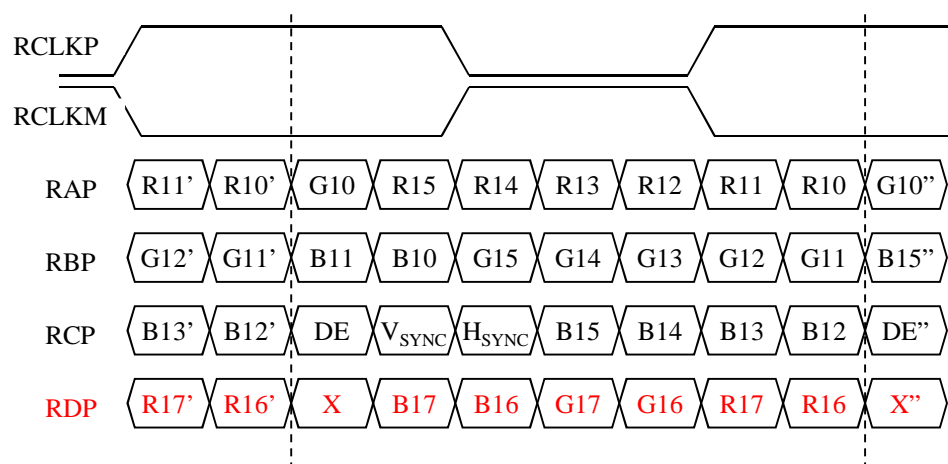 RCLKP
RCLKM
RAP R11’ R10’ G10 R15 R14 R13 R12 R11 R10 G10”
RBP G12’ G11’ B11 B10 G15 G14 G13 G12 G11 B15”
RCP B13’ B12’ DE VSYNC HSYNC B15 B14 B13 B12 DE”
RDP R17’ R16’ X B17 B16 G17 G16 R17 R16 X”